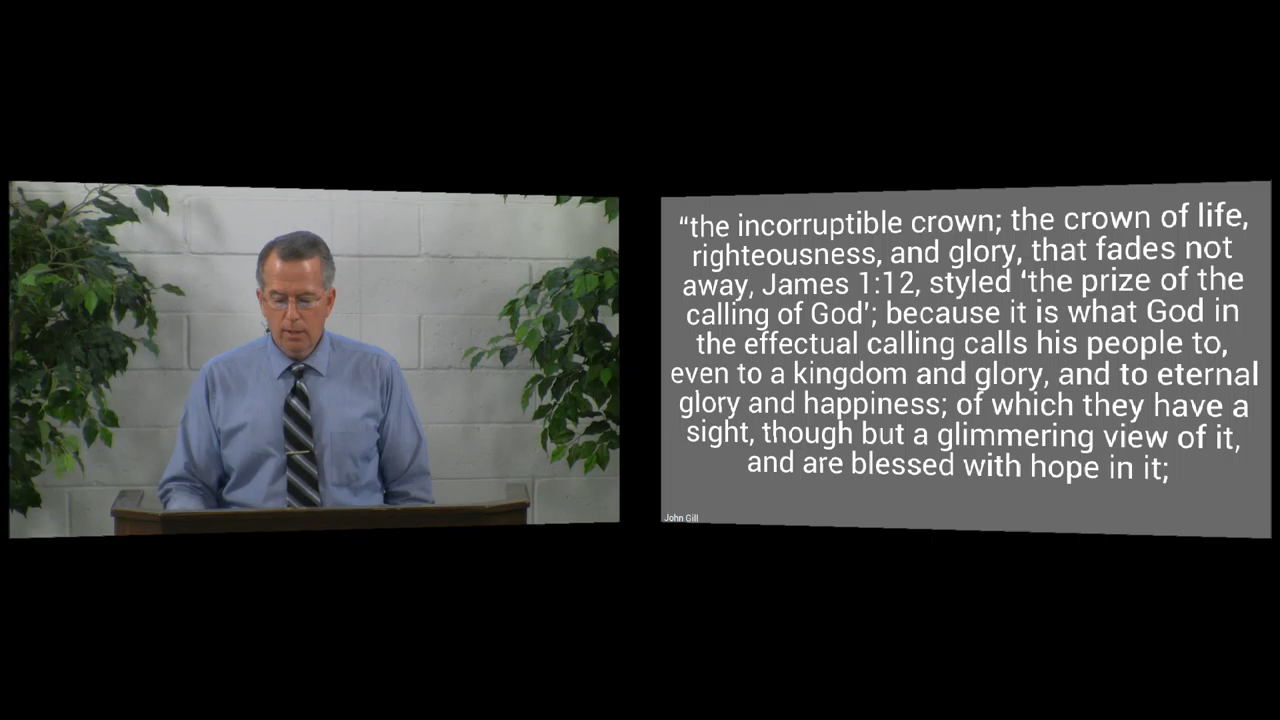 “the incorruptible crown; the crown of life,
righteousness, and glory, that fades not
away, James 1:12, styled ‘the prize of the
calling of God’; because it is what God in
the effectual calling calls his people to,
even to a kingdom and glory, and to eternal
glory and happiness; of which they have a
sight, though but a glimmering view of it,
and are blessed with hope in it;
John Gill